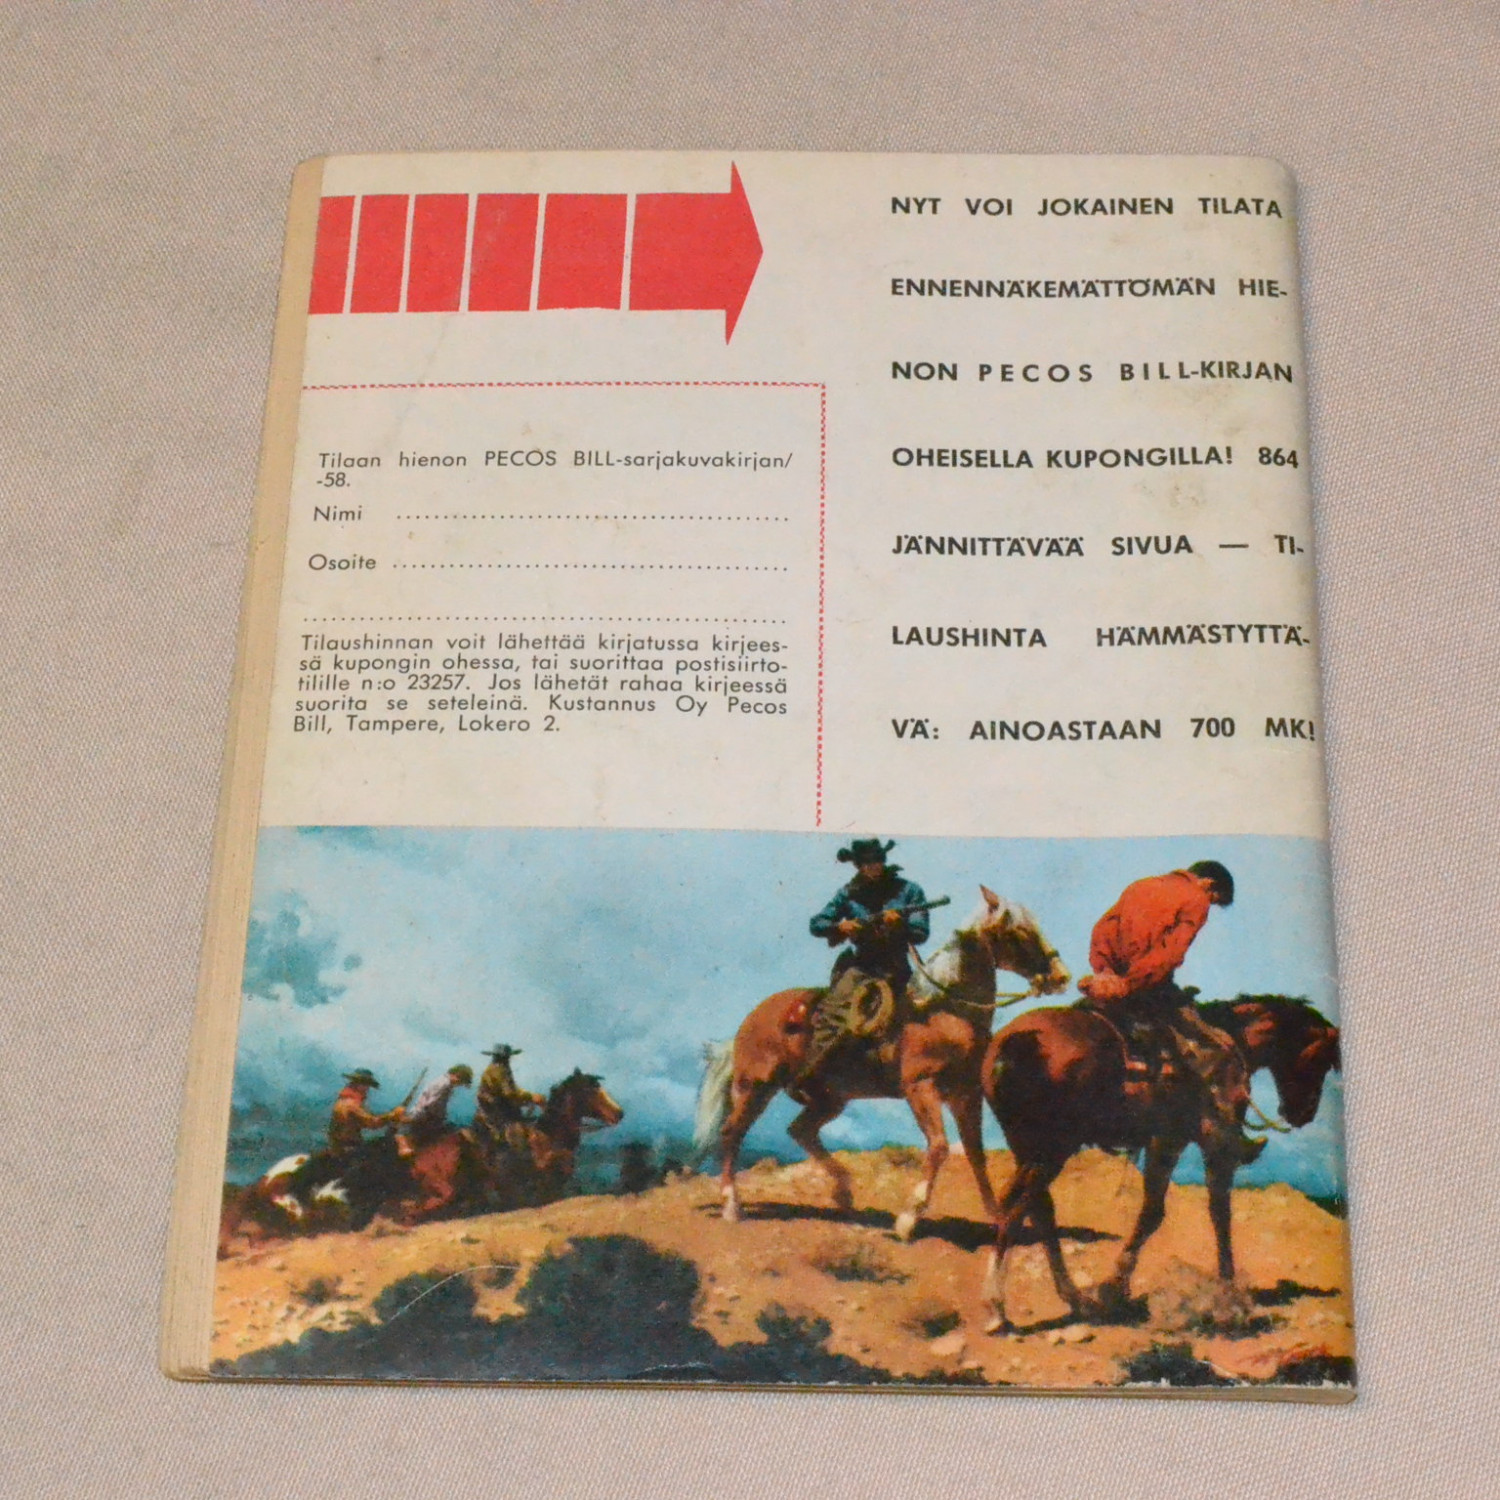 NYT VOI JOKAINEN TILATA
ENNENNÄKEMÄTTÖMÄN HIE-
NON PECOS BILL-KIRJAN
OHEISELLA KUPONGILLA! 864
JÄNNITTÄVÄÄ SIVUA — TI-
LAUSHINTA HÄMMÄSTYTTÄ-
VÄ: AINOASTAAN 700 MK!
Tilaan hienon PECOS BILL-sarjakuvakirjan/
-58.
Nimi ........................................
Osoite ........................................
..................................................
Tilaushinnan voit lähettää kirjatussa kirjees-
sä kupongin ohessa, tai suorittaa postisiirto-
tilille n:o 23257. Jos lähetät rahaa kirjeessä
suorita se seteleinä. Kustannus Oy Pecos
Bill, Tampere, Lokero 2.